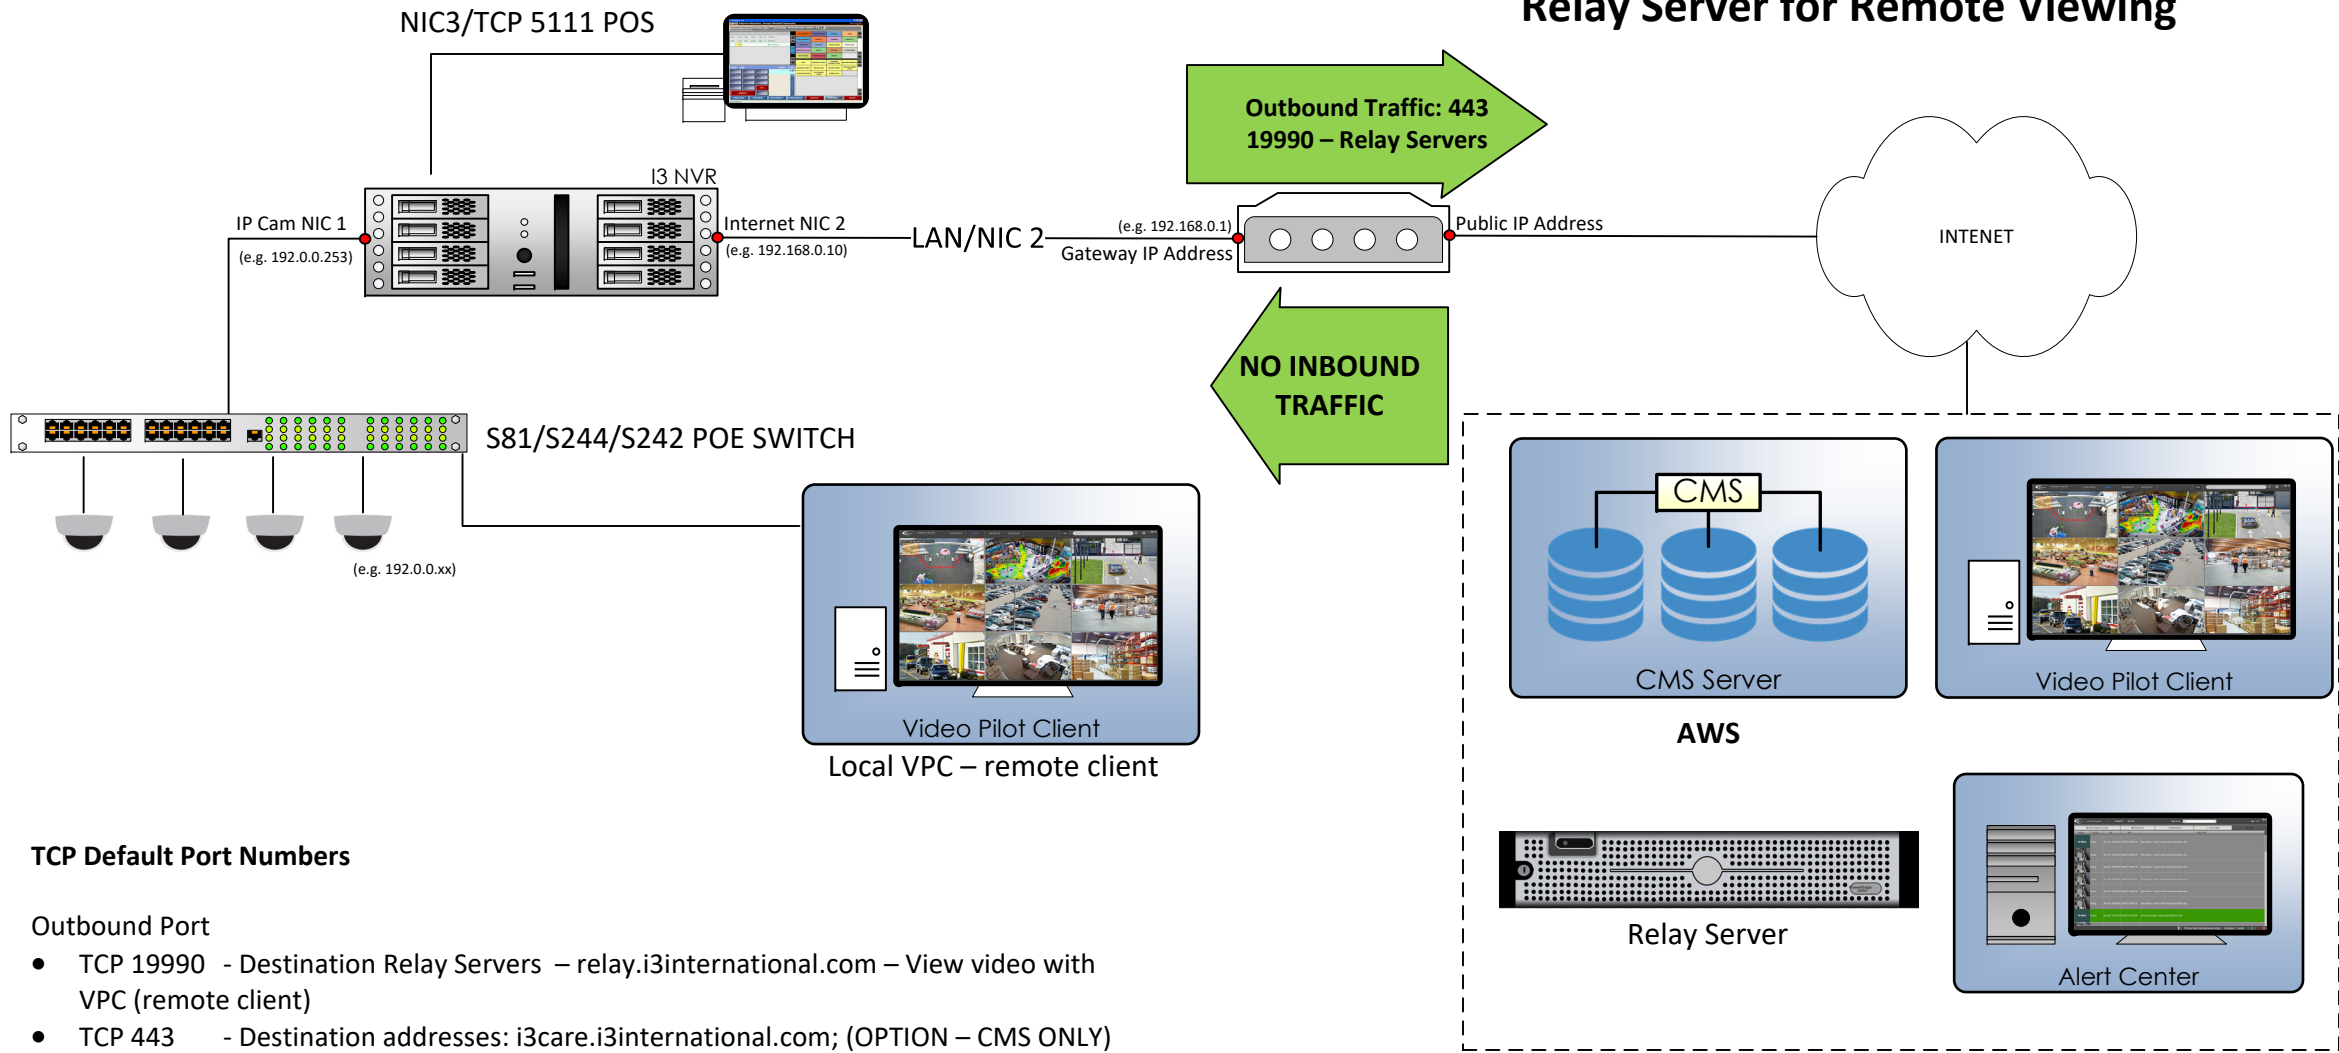 Relay Server for Remote Viewing
NIC3/TCP 5111 POS
Outbound Traffic: 443
19990 – Relay Servers
I3 NVR
IP Cam NIC 1
(e.g. 192.0.0.253)
Internet NIC 2
(e.g. 192.168.0.10)
LAN/NIC 2
(e.g. 192.168.0.1)
Gateway IP Address
Public IP Address
INTENET
NO INBOUND
TRAFFIC
S81/S244/S242 POE SWITCH
(e.g. 192.0.0.xx)
CMS
CMS Server
Video Pilot Client
AWS
Video Pilot Client
Local VPC – remote client
Relay Server
Alert Center
TCP Default Port Numbers
Outbound Port
• TCP 19990 - Destination Relay Servers – relay.i3international.com – View video with
VPC (remote client)
• TCP 443 - Destination addresses: i3care.i3international.com; (OPTION – CMS ONLY)